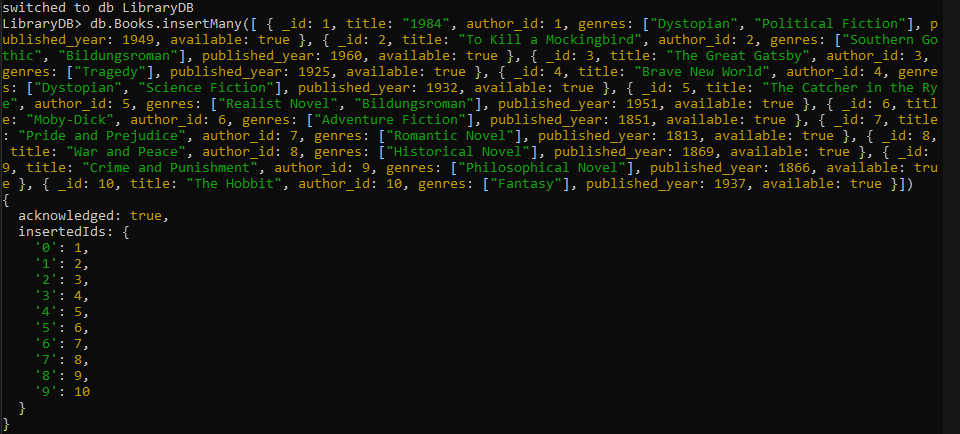 switched to db LibraryDB
LibraryDB> db.Books.insertMany([ { _id: 1, title: "1984", author_id: 1, genres: ["Dystopian", "Political Fiction"], p
ublished_year: 1949, available: true }, { _id: 2, title: "To Kill a Mockingbird", author_id: 2, genres: ["Southern Go
thic", "Bildungsroman"], published_year: 1960, available: true }, { _id: 3, title: "The Great Gatsby", author_id: 3,
genres: ["Tragedy"], published_year: 1925, available: true }, { _id: 4, title: "Brave New World", author_id: 4, genre
s: ["Dystopian", "Science Fiction"], published_year: 1932, available: true }, { _id: 5, title: "The Catcher in the Ry
e", author_id: 5, genres: ["Realist Novel", "Bildungsroman"], published_year: 1951, available: true }, { _id: 6, titl
e: "Moby-Dick", author_id: 6, genres: ["Adventure Fiction"], published_year: 1851, available: true }, { _id: 7, title
: "Pride and Prejudice", author_id: 7, genres: ["Romantic Novel"], published_year: 1813, available: true }, { _id: 8,
 title: "War and Peace", author_id: 8, genres: ["Historical Novel"], published_year: 1869, available: true }, { _id:
9, title: "Crime and Punishment", author_id: 9, genres: ["Philosophical Novel"], published_year: 1866, available: tru
e }, { _id: 10, title: "The Hobbit", author_id: 10, genres: ["Fantasy"], published_year: 1937, available: true }])
{
  acknowledged: true,
  insertedIds: {
    '0': 1,
    '1': 2,
    '2': 3,
    '3': 4,
    '4': 5,
    '5': 6,
    '6': 7,
    '7': 8,
    '8': 9,
    '9': 10
  }
}